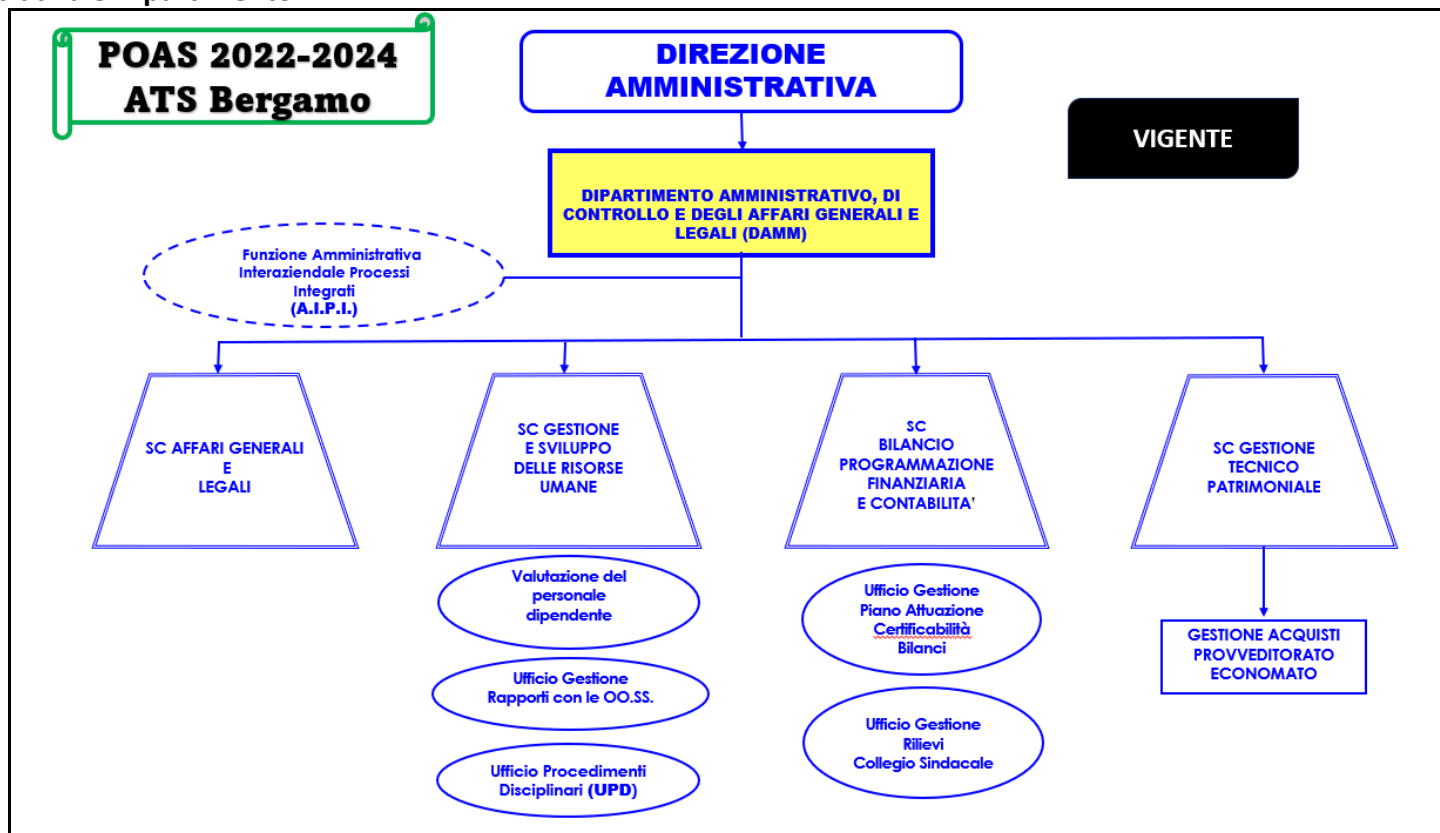 POAS 2022-2024
ATS Bergamo
DIREZIONE
AMMINISTRATIVA
VIGENTE
DIPARTIMENTO AMMINISTRATIVO, DI
CONTROLLO E DEGLI AFFARI GENERALI E
LEGALI (DAMM)
Funzione Amministrativa
Interaziendale Processi
Integrati
(A.I.P.I.)
SC AFFARI GENERALI
E
LEGALI
SC GESTIONE
E SVILUPPO
DELLE RISORSE
UMANE
SC
BILANCIO
PROGRAMMAZIONE
FINANZIARIA
E CONTABILITA'
SC GESTIONE
TECNICO
PATRIMONIALE
Valutazione del
personale
dipendente
Ufficio Gestione
Rapporti con le OO.SS.
Ufficio Procedimenti
Disciplinari (UPD)
Ufficio Gestione
Piano Attuazione
Certificabilità
Bilanci
Ufficio Gestione
Rilievi
Collegio Sindacale
GESTIONE ACQUISTI
PROVVEDITORATO
ECONOMATO